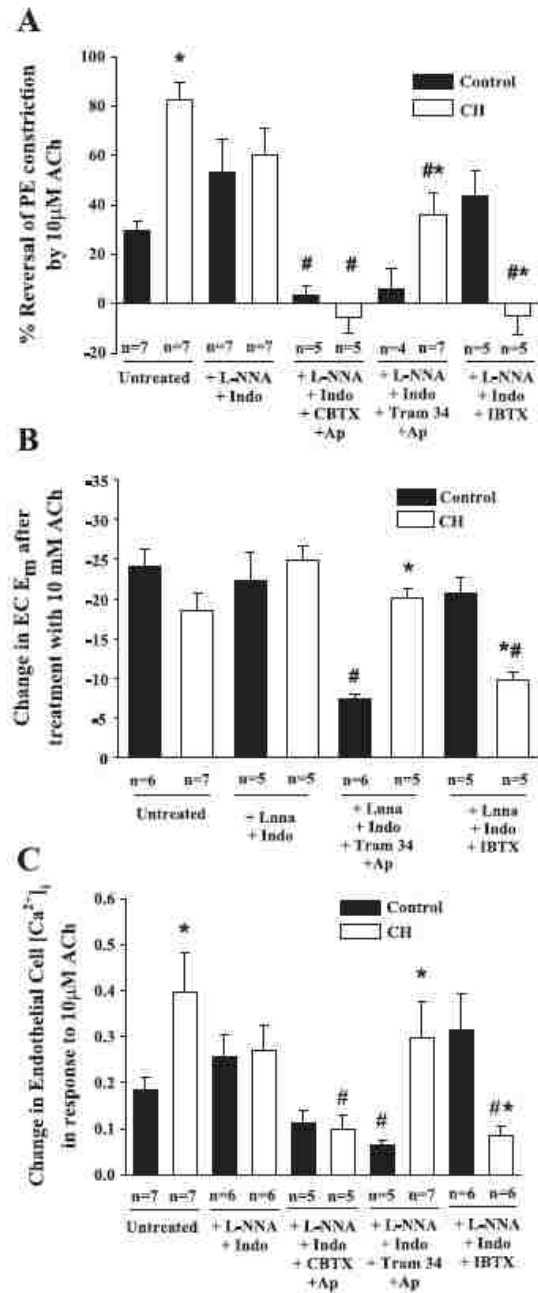 A
% Reversal of PE constriction
by 10µM ACh
100
80
60
40
20
0
-20
*
Control
CH
#
#
#*
#*
n=7
n=7
n=7
n=7
n=5
n=5
n=4
n=7
n=5
n=5
Untreated
+ L-NNA
+ Indo
+ L-NNA
+ Indo
+ CBTX
+Ap
+ L-NNA
+ Indo
+ Tram 34
+Ap
+ L-NNA
+ Indo
+ IBTX
B
Change in EC Em after
treatment with 10 mM ACh
-35
-30
-25
-20
-15
-10
-5
0
Control
CH
#
*
*#
n=6
n=7
n=5
n=5
n=6
n=5
n=5
n=5
Untreated
+ Lnna
+ Indo
+ Lnna
+ Indo
+ Tram 34
+Ap
+ Lnna
+ Indo
+ IBTX
C
Change in Endothelial Cell [Ca2+]i
in response to 10µM ACh
0.6
0.5
0.4
0.3
0.2
0.1
0.0
*
Control
CH
#
#
*
#*
n=7
n=7
n=6
n=6
n=5
n=5
n=5
n=7
n=6
n=6
Untreated
+ L-NNA
+ Indo
+ L-NNA
+ Indo
+ CBTX
+Ap
+ L-NNA
+ Indo
+ Tram 34
+Ap
+ L-NNA
+ Indo
+ IBTX